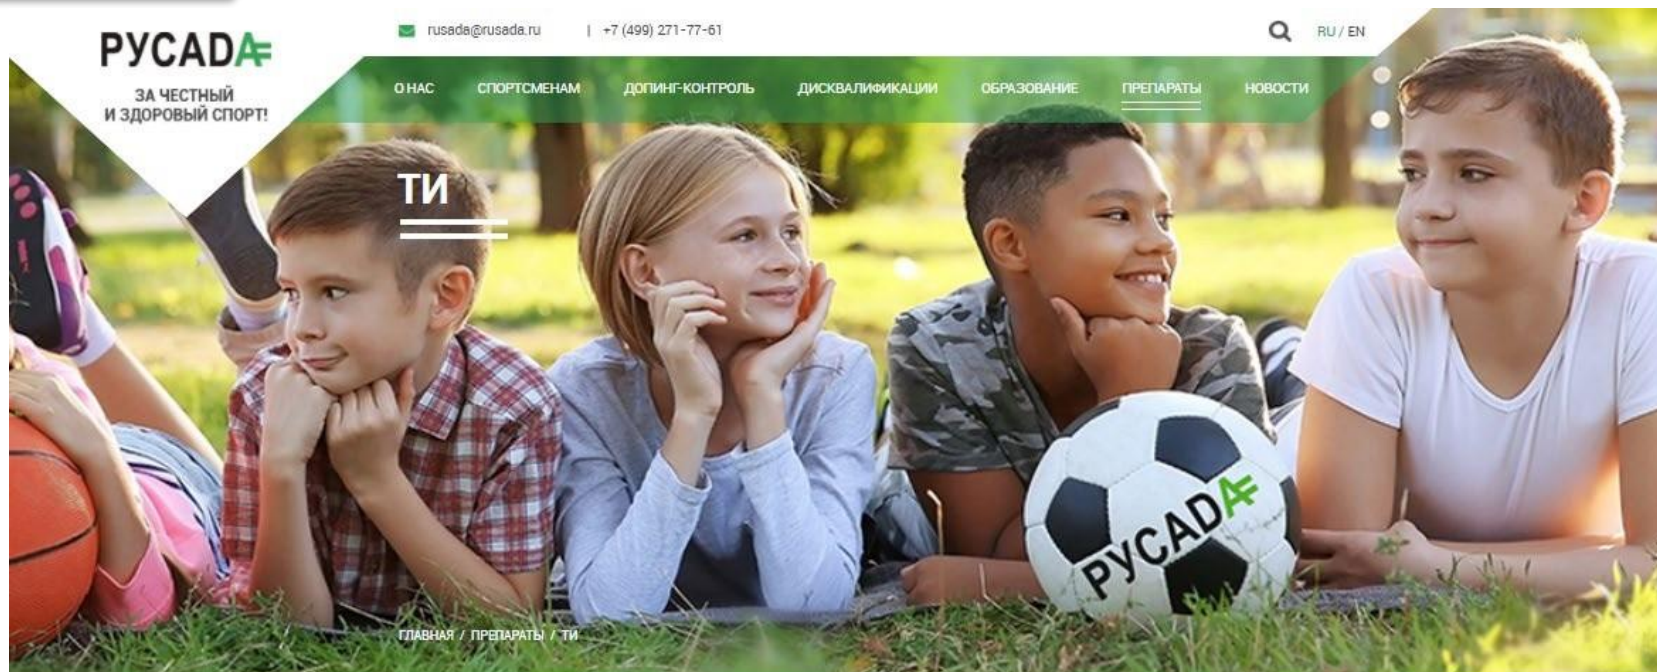 РУСАДА
ЗА ЧЕСТНЫЙ
И ЗДОРОВЫЙ СПОРТ!
rusada@rusada.ru | +7 (499) 271-77-61
RU / EN
О НАС СПОРТСМЕНАМ ДОПИНГ-КОНТРОЛЬ ДИСКВАЛИФИКАЦИИ ОБРАЗОВАНИЕ ПРЕПАРАТЫ НОВОСТИ
ТИ
РУСАДА
ГЛАВНАЯ / ПРЕПАРАТЫ / ТИ